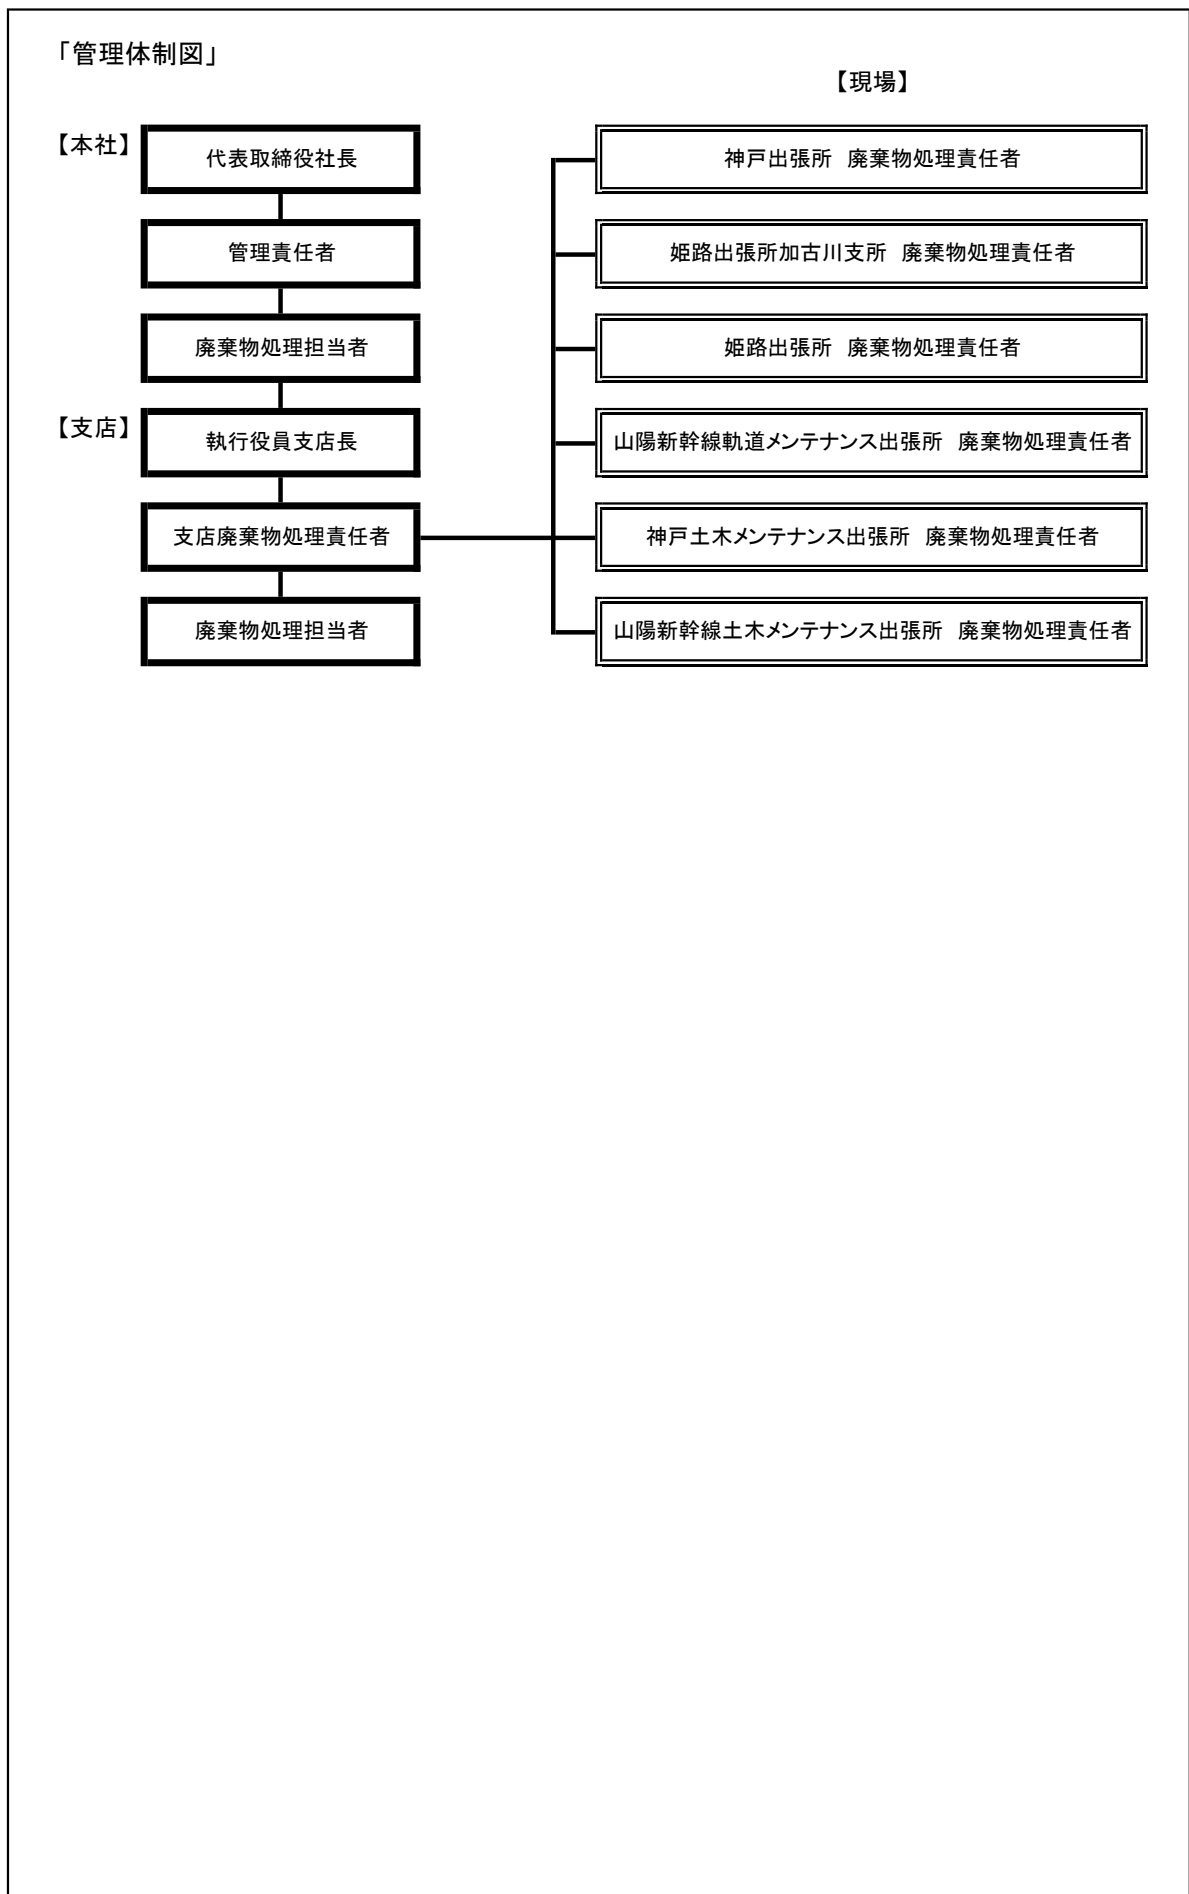 「管理体制図」
【現場】
【本社】
代表取締役社長
神戸出張所 廃棄物処理責任者
管理責任者
姫路出張所加古川支所 廃棄物処理責任者
廃棄物処理担当者
姫路出張所 廃棄物処理責任者
【支店】
執行役員支店長
山陽新幹線軌道メンテナンス出張所 廃棄物処理責任者
支店廃棄物処理責任者
神戸土木メンテナンス出張所 廃棄物処理責任者
廃棄物処理担当者
山陽新幹線土木メンテナンス出張所 廃棄物処理責任者